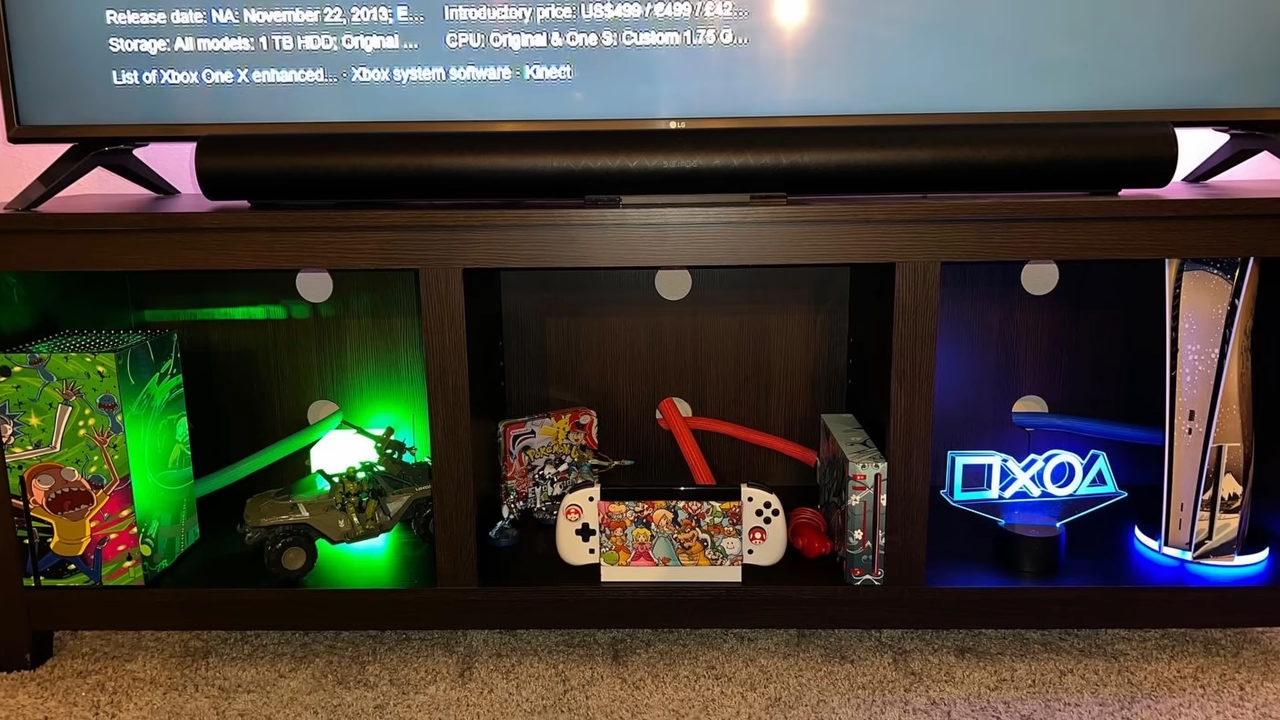 Release date: NA: November 22, 2013; E... Introductory price: US$499 / €499 / £42...
Storage: All models: 1 TB HDD; Original ... CPU: Original & One S: Custom 1.75 G...
List of Xbox One X enhanced... · Xbox system software · Kinect
LG
POKéMON